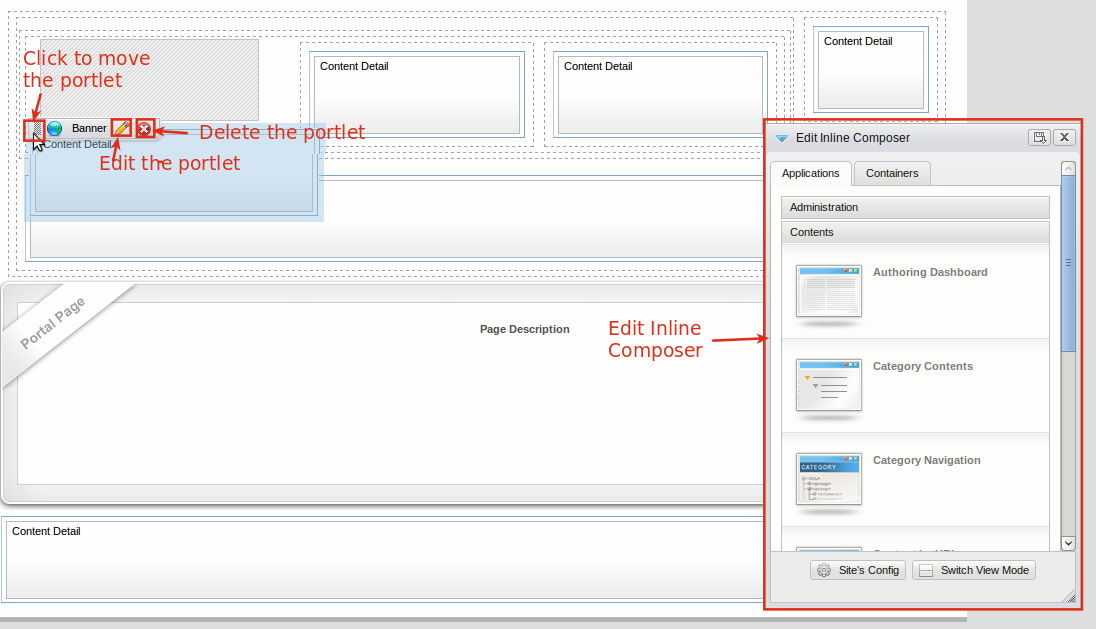 Content Detail
Click to move
the portlet
Content Detail
Content Detail
Banner
Delete the portlet
Content Detail
Edit the portlet
Edit Inline Composer
Applications
Containers
Administration
Contents
Authoring Dashboard
Portal Page
Page Description
Edit Inline
Composer
Category Contents
Category Navigation
CATEGORY
Content Detail
Site's Config
Switch View Mode